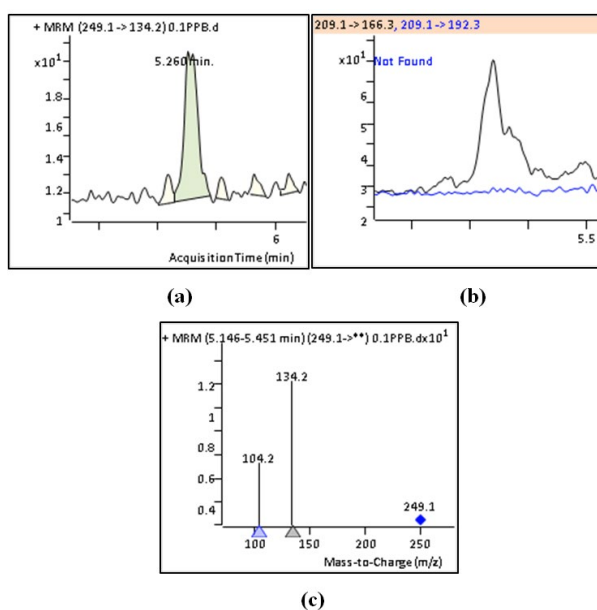 + MRM (249.1->134.2) 0.1PPB.d
x10¹
5.260 min.
1.8
1.6
1.4
1.2
1
6
Acquisition Time (min)
(a)
209.1->166.3, 209.1->192.3
x10¹
Not Found
6
5
4
3
2
5.5
(b)
+ MRM (5.146-5.451 min) (249.1->**) 0.1PPB.dx10¹
1.2
1
0.8
0.6
0.4
134.2
104.2
249.1
100
150
200
250
Mass-to-Charge (m/z)
(c)